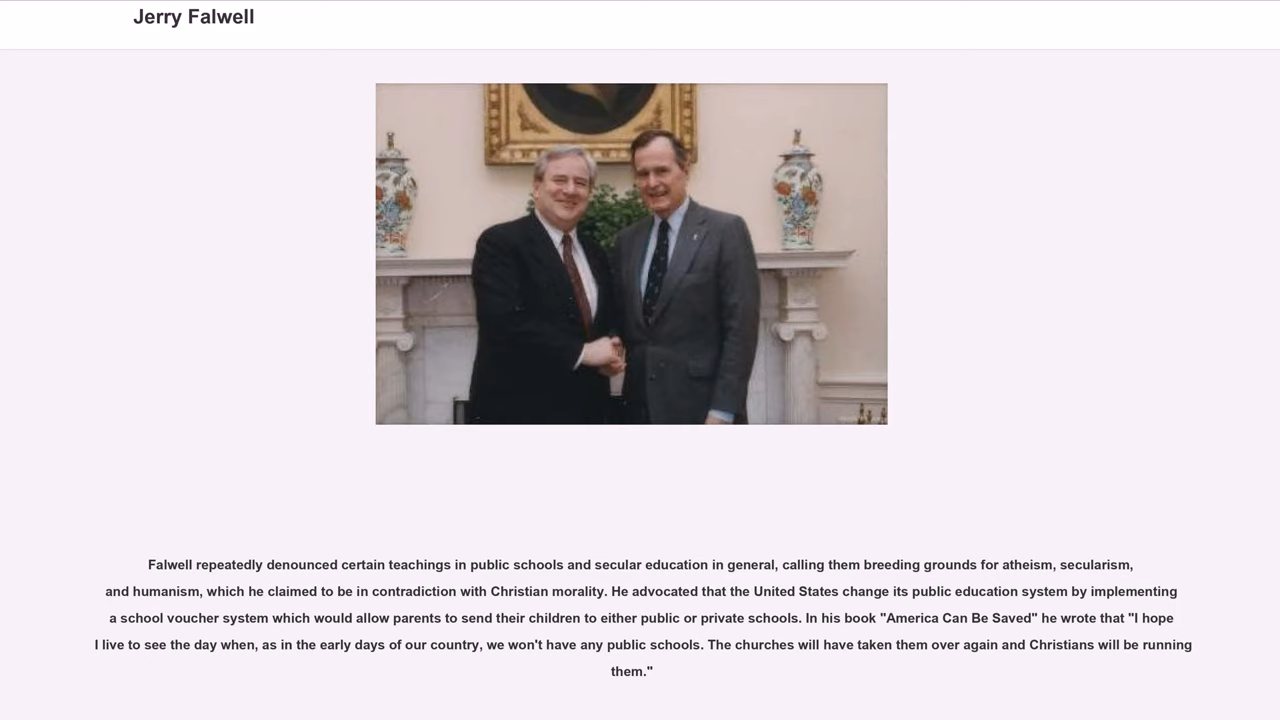 Jerry Falwell
Falwell repeatedly denounced certain teachings in public schools and secular education in general, calling them breeding grounds for atheism, secularism,
and humanism, which he claimed to be in contradiction with Christian morality. He advocated that the United States change its public education system by implementing
a school voucher system which would allow parents to send their children to either public or private schools. In his book "America Can Be Saved" he wrote that "I hope
I live to see the day when, as in the early days of our country, we won't have any public schools. The churches will have taken them over again and Christians will be running
them."